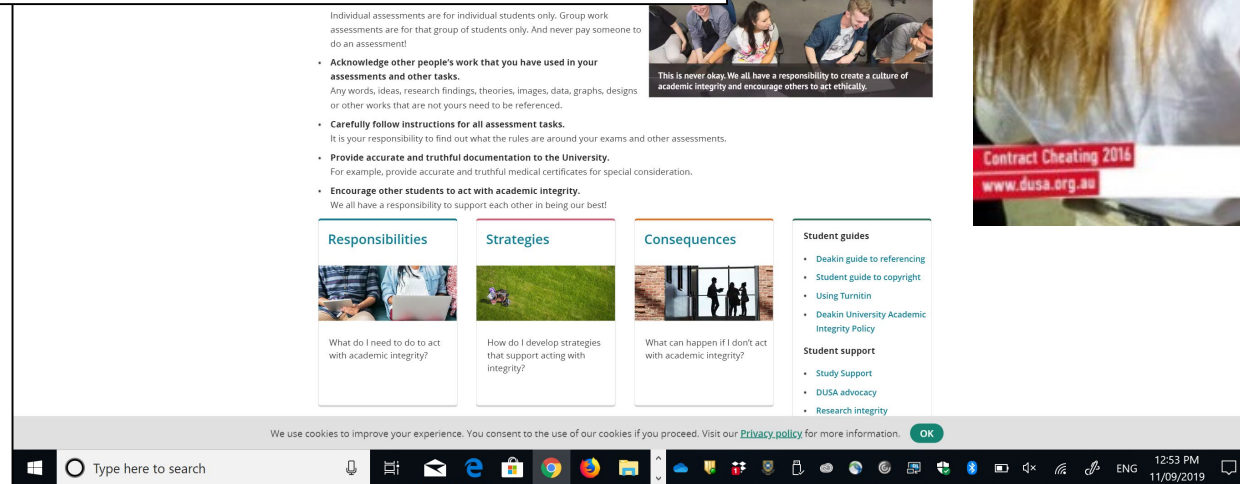 Individual assessments are for individual students only. Group work
assessments are for that group of students only. And never pay someone to
do an assessment!
• Acknowledge other people's work that you have used in your
assessments and other tasks.
Any words, ideas, research findings, theories, images, data, graphs, designs
or other works that are not yours need to be referenced.
This is never okay. We all have a responsibility to create a culture of
academic integrity and encourage others to act ethically.
• Carefully follow instructions for all assessment tasks.
It is your responsibility to find out what the rules are around your exams and other assessments.
• Provide accurate and truthful documentation to the University.
For example, provide accurate and truthful medical certificates for special consideration.
• Encourage other students to act with academic integrity.
We all have a responsibility to support each other in being our best!
Responsibilities
What do I need to do to act
with academic integrity?
Strategies
How do I develop strategies
that support acting with
integrity?
Consequences
What can happen if I don't act
with academic integrity?
Student guides
• Deakin guide to referencing
• Student guide to copyright
• Using Turnitin
• Deakin University Academic
Integrity Policy
Student support
• Study Support
• DUSA advocacy
• Research integrity
Contract Cheating 2016
www.dusa.org.au
We use cookies to improve your experience. You consent to the use of our cookies if you proceed. Visit our Privacy policy for more information. OK
Type here to search
ENG
12:53 PM
11/09/2019